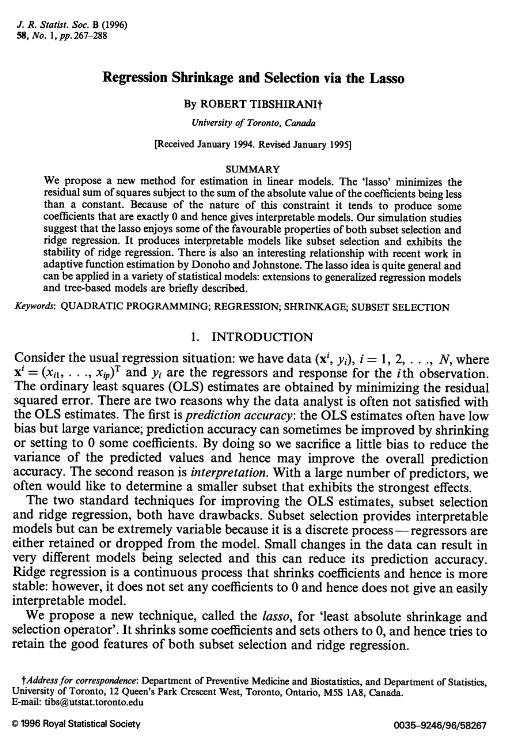 J. R. Statist. Soc. B (1996)
58, No. 1, pp. 267–288
Regression Shrinkage and Selection via the Lasso
By ROBERT TIBSHIRANI†
University of Toronto, Canada
[Received January 1994. Revised January 1995]
SUMMARY
We propose a new method for estimation in linear models. The 'lasso' minimizes the
residual sum of squares subject to the sum of the absolute value of the coefficients being less
than a constant. Because of the nature of this constraint it tends to produce some
coefficients that are exactly 0 and hence gives interpretable models. Our simulation studies
suggest that the lasso enjoys some of the favourable properties of both subset selection and
ridge regression. It produces interpretable models like subset selection and exhibits the
stability of ridge regression. There is also an interesting relationship with recent work in
adaptive function estimation by Donoho and Johnstone. The lasso idea is quite general and
can be applied in a variety of statistical models: extensions to generalized regression models
and tree-based models are briefly described.
Keywords: QUADRATIC PROGRAMMING; REGRESSION; SHRINKAGE; SUBSET SELECTION
1. INTRODUCTION
Consider the usual regression situation: we have data (xⁱ, yᵢ), i = 1, 2, . . ., N, where
xⁱ = (xᵢ₁, . . ., xᵢₚ)ᵀ and yᵢ are the regressors and response for the ith observation.
The ordinary least squares (OLS) estimates are obtained by minimizing the residual
squared error. There are two reasons why the data analyst is often not satisfied with
the OLS estimates. The first is prediction accuracy: the OLS estimates often have low
bias but large variance; prediction accuracy can sometimes be improved by shrinking
or setting to 0 some coefficients. By doing so we sacrifice a little bias to reduce the
variance of the predicted values and hence may improve the overall prediction
accuracy. The second reason is interpretation. With a large number of predictors, we
often would like to determine a smaller subset that exhibits the strongest effects.
The two standard techniques for improving the OLS estimates, subset selection
and ridge regression, both have drawbacks. Subset selection provides interpretable
models but can be extremely variable because it is a discrete process — regressors are
either retained or dropped from the model. Small changes in the data can result in
very different models being selected and this can reduce its prediction accuracy.
Ridge regression is a continuous process that shrinks coefficients and hence is more
stable: however, it does not set any coefficients to 0 and hence does not give an easily
interpretable model.
We propose a new technique, called the lasso, for 'least absolute shrinkage and
selection operator'. It shrinks some coefficients and sets others to 0, and hence tries to
retain the good features of both subset selection and ridge regression.
†Address for correspondence: Department of Preventive Medicine and Biostatistics, and Department of Statistics,
University of Toronto, 12 Queen's Park Crescent West, Toronto, Ontario, M5S 1A8, Canada.
E-mail: tibs@utstat.toronto.edu
© 1996 Royal Statistical Society
0035–9246/96/58267